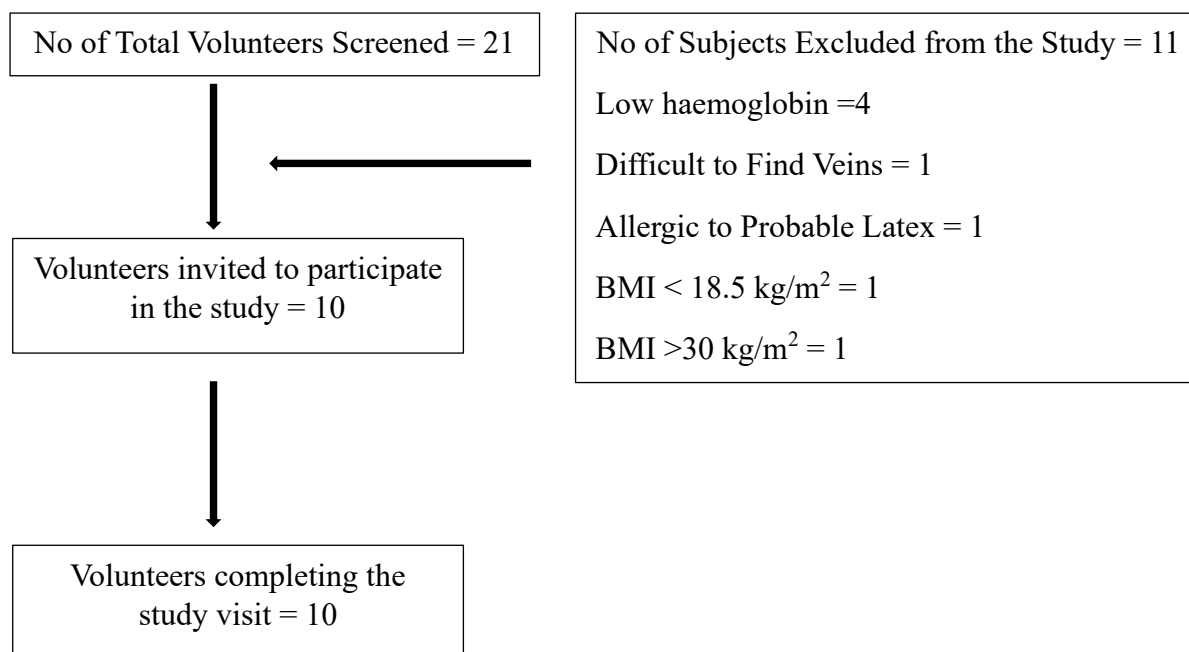 No of Total Volunteers Screened = 21
No of Subjects Excluded from the Study = 11
Low haemoglobin =4
Difficult to Find Veins = 1
Allergic to Probable Latex = 1
BMI < 18.5 kg/m² = 1
BMI >30 kg/m² = 1
Volunteers invited to participate
in the study = 10
Volunteers completing the
study visit = 10